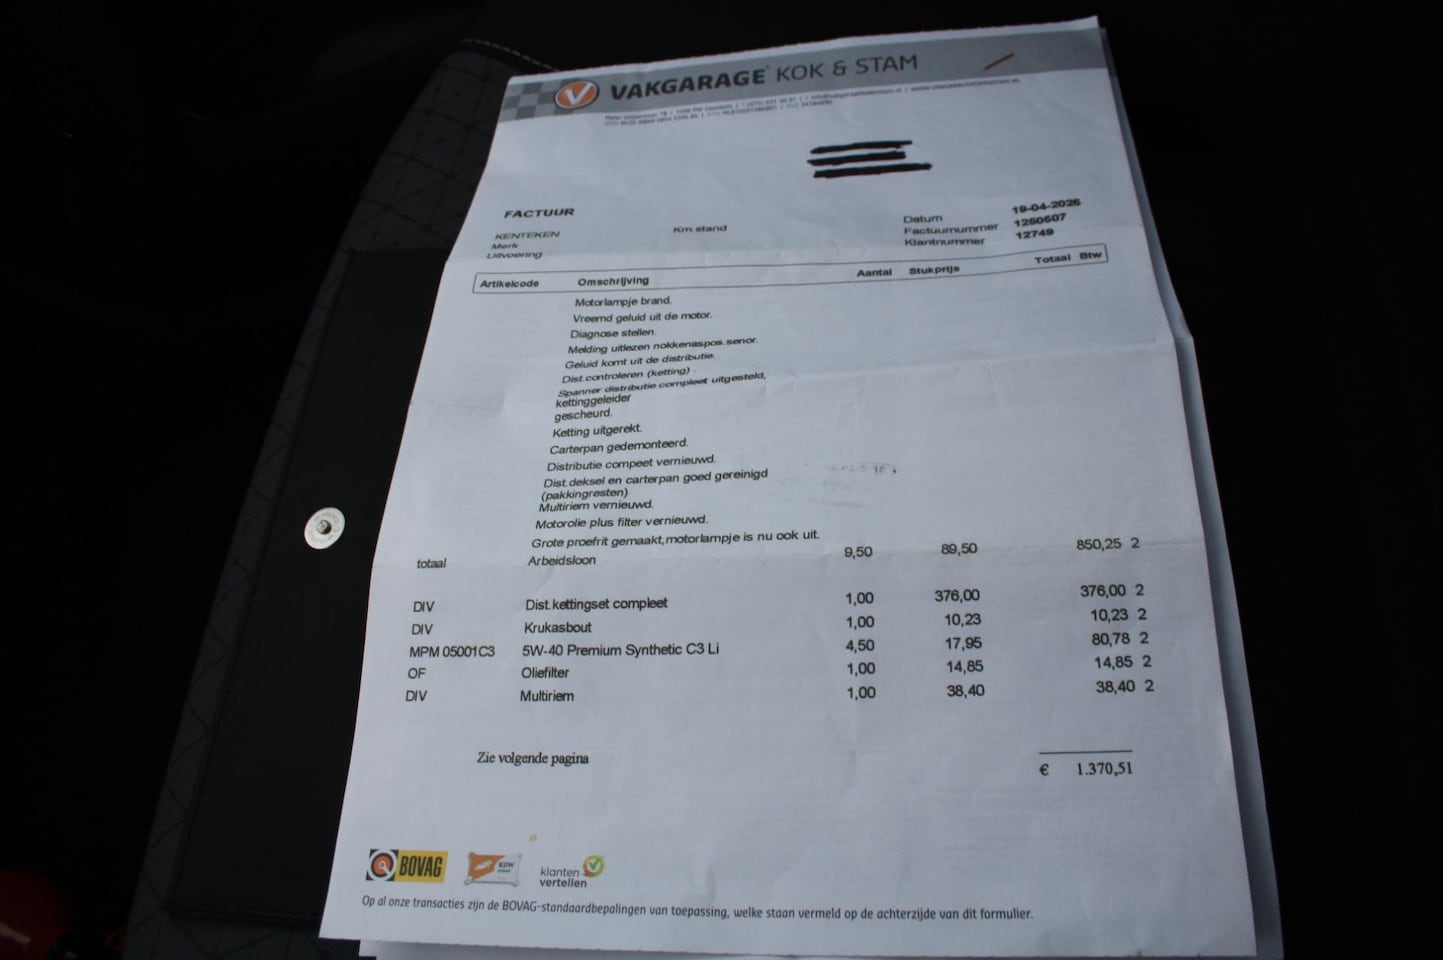 VAKGARAGE KOK & STAM
FACTUUR
KENTEKEN Km.stand
Merk
Uitvoering
Datum 19-04-2025
Factuurnummer 1250507
Klantnummer 12749
Artikelcode Omschrijving Aantal Stukprijs Totaal Btw
Motorlampje brand.
Vreemd geluid uit de motor.
Diagnose stellen.
Melding uitlezen nokkenaspos.senor.
Geluid komt uit de distributie.
Dist.controleren (ketting)
Spanner distributie compleet uitgesteld,
kettinggeleider
gescheurd.
Ketting uitgerekt.
Carterpan gedemonteerd.
Distributie compeet vernieuwd.
Dist.deksel en carterpan goed gereinigd
(pakkingresten)
Multiriem vernieuwd.
Motorolie plus filter vernieuwd.
Grote proefrit gemaakt,motorlampje is nu ook uit.
totaal Arbeidsloon 9,50 89,50 850,25 2
DIV Dist.kettingset compleet 1,00 376,00 376,00 2
DIV Krukasbout 1,00 10,23 10,23 2
MPM 05001C3 5W-40 Premium Synthetic C3 Li 4,50 17,95 80,78 2
OF Oliefilter 1,00 14,85 14,85 2
DIV Multiriem 1,00 38,40 38,40 2
Zie volgende pagina € 1.370,51
BOVAG
RDW
klanten
vertellen
Op al onze transacties zijn de BOVAG-standaardbepalingen van toepassing, welke staan vermeld op de achterzijde van dit formulier.